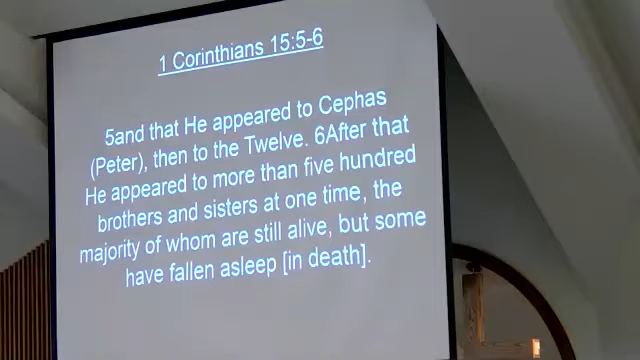 1 Corinthians 15:5-6
5and that He appeared to Cephas
(Peter), then to the Twelve. 6After that
He appeared to more than five hundred
brothers and sisters at one time, the
majority of whom are still alive, but some
have fallen asleep [in death].